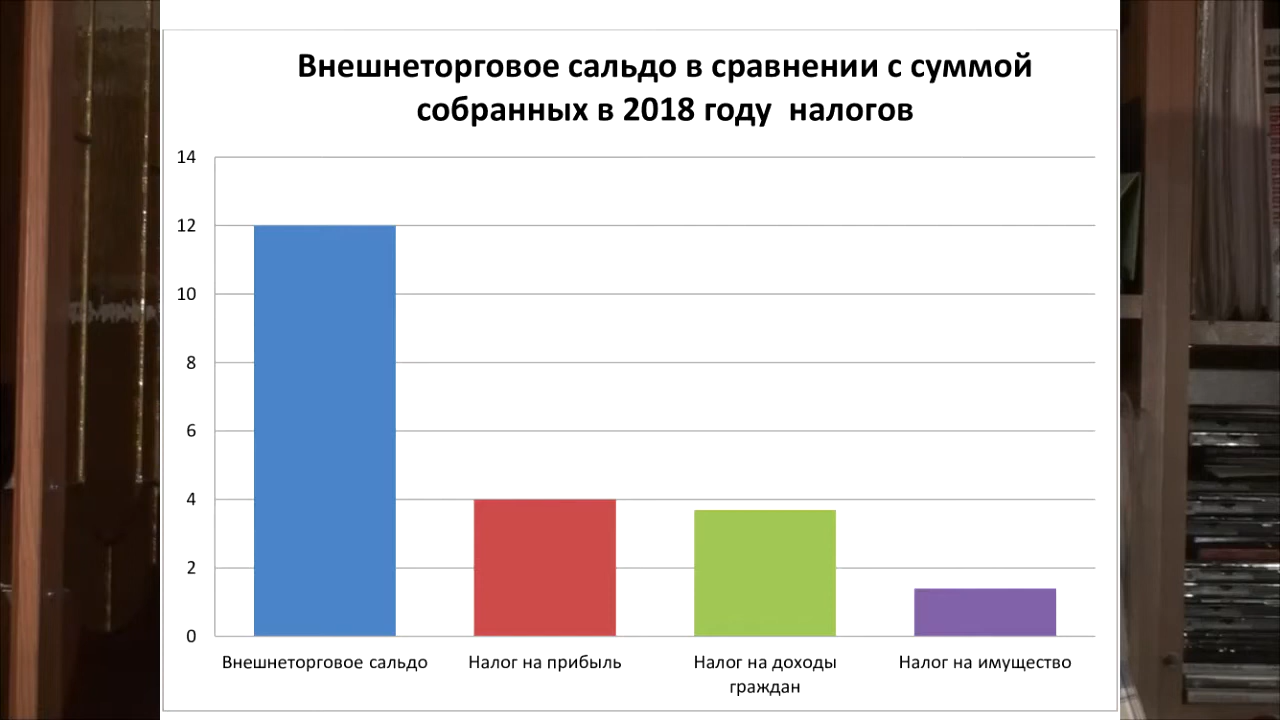 Внешнеторговое сальдо в сравнении с суммой
собранных в 2018 году  налогов
14
12
10
8
6
4
2
0
Внешнеторговое сальдо
Налог на прибыль
Налог на доходы
граждан
Налог на имущество